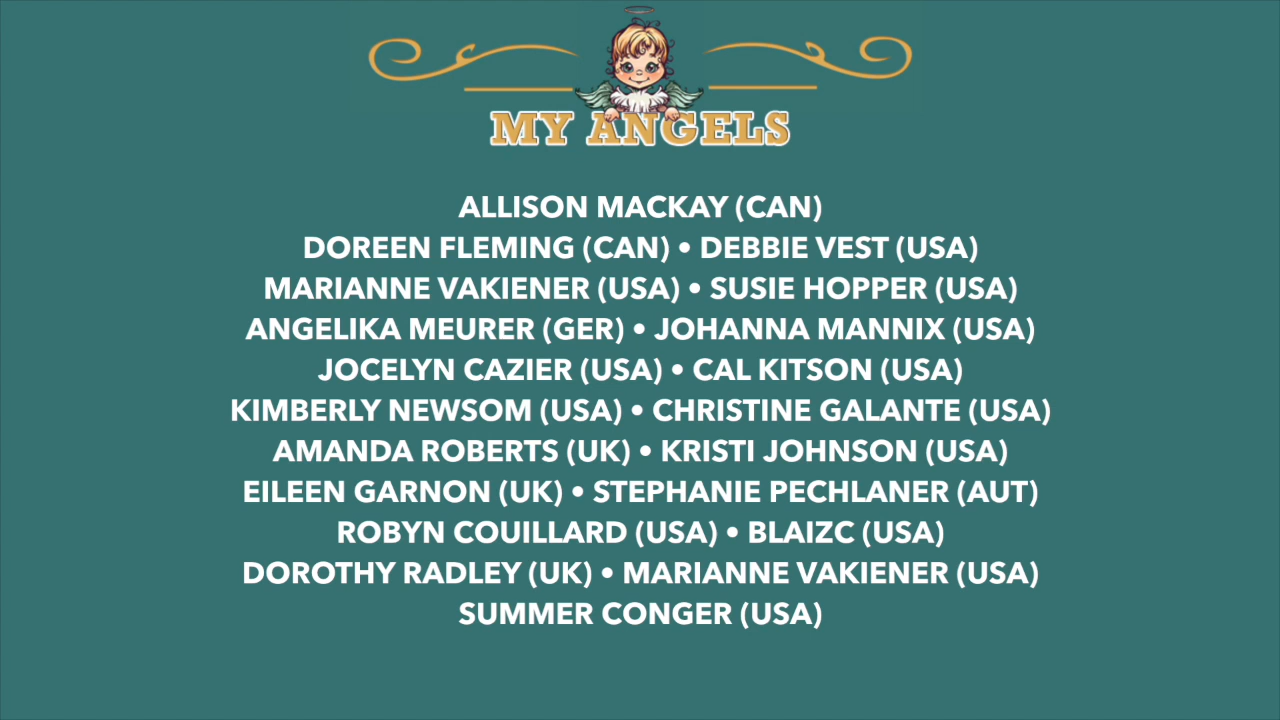 MY ANGELS
ALLISON MACKAY (CAN)
DOREEN FLEMING (CAN) • DEBBIE VEST (USA)
MARIANNE VAKIENER (USA) • SUSIE HOPPER (USA)
ANGELIKA MEURER (GER) • JOHANNA MANNIX (USA)
JOCELYN CAZIER (USA) • CAL KITSON (USA)
KIMBERLY NEWSOM (USA) • CHRISTINE GALANTE (USA)
AMANDA ROBERTS (UK) • KRISTI JOHNSON (USA)
EILEEN GARNON (UK) • STEPHANIE PECHLANER (AUT)
ROBYN COUILLARD (USA) • BLAIZC (USA)
DOROTHY RADLEY (UK) • MARIANNE VAKIENER (USA)
SUMMER CONGER (USA)